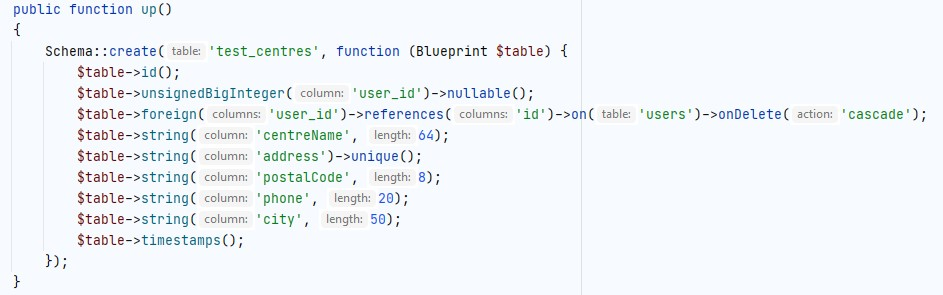 public function up()
{
    Schema::create( table: 'test_centres', function (Blueprint $table) {
        $table->id();
        $table->unsignedBigInteger( column: 'user_id')->nullable();
        $table->foreign( columns: 'user_id')->references( columns: 'id')->on( table: 'users')->onDelete( action: 'cascade');
        $table->string( column: 'centreName', length: 64);
        $table->string( column: 'address')->unique();
        $table->string( column: 'postalCode', length: 8);
        $table->string( column: 'phone', length: 20);
        $table->string( column: 'city', length: 50);
        $table->timestamps();
    });
}